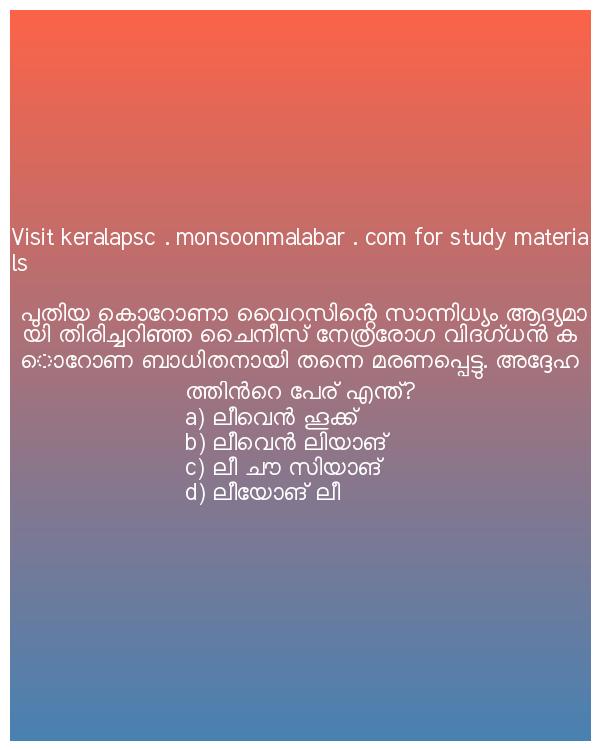 Visit keralapsc . monsoonmalabar . com for study materia
ls
പുതിയ കൊറോണാ വൈറസിന്റെ സാന്നിധ്യം ആദ്യമാ
യി തിരിച്ചറിഞ്ഞ ചൈനീസ് നേത്രരോഗ വിദഗ്ധൻ ക
ൊറോണ ബാധിതനായി തന്നെ മരണപ്പെട്ടു. അദ്ദേഹ
ത്തിൻറെ പേര് എന്ത്?
a) ലീവെൻ ഹൂക്ക്
b) ലീവെൻ ലിയാങ്
c) ലീ ചൗ സിയാങ്
d) ലീയോങ് ലീ